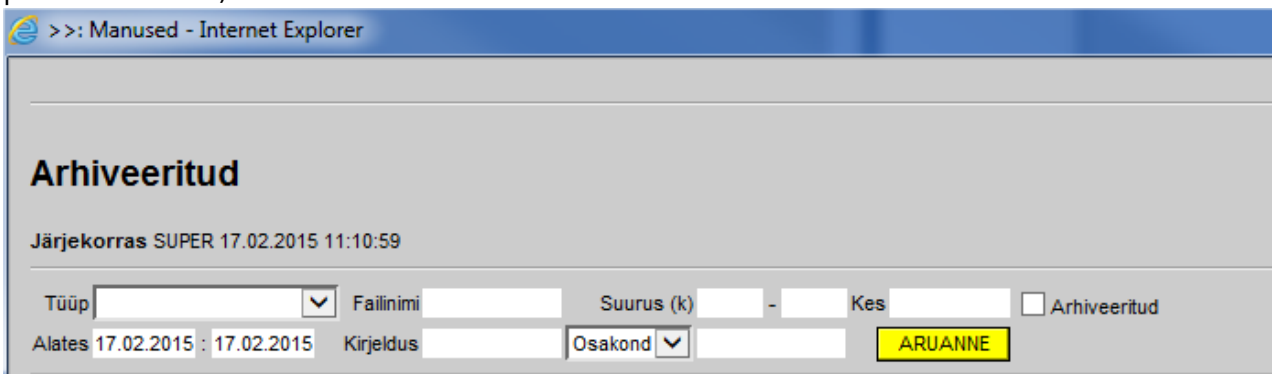 >>: Manused - Internet Explorer
Arhiveeritud
Järjekorras SUPER 17.02.2015 11:10:59
Tüüp Failinimi Suurus (k) - Kes Arhiveeritud
Alates 17.02.2015 : 17.02.2015 Kirjeldus Osakond ARUANNE